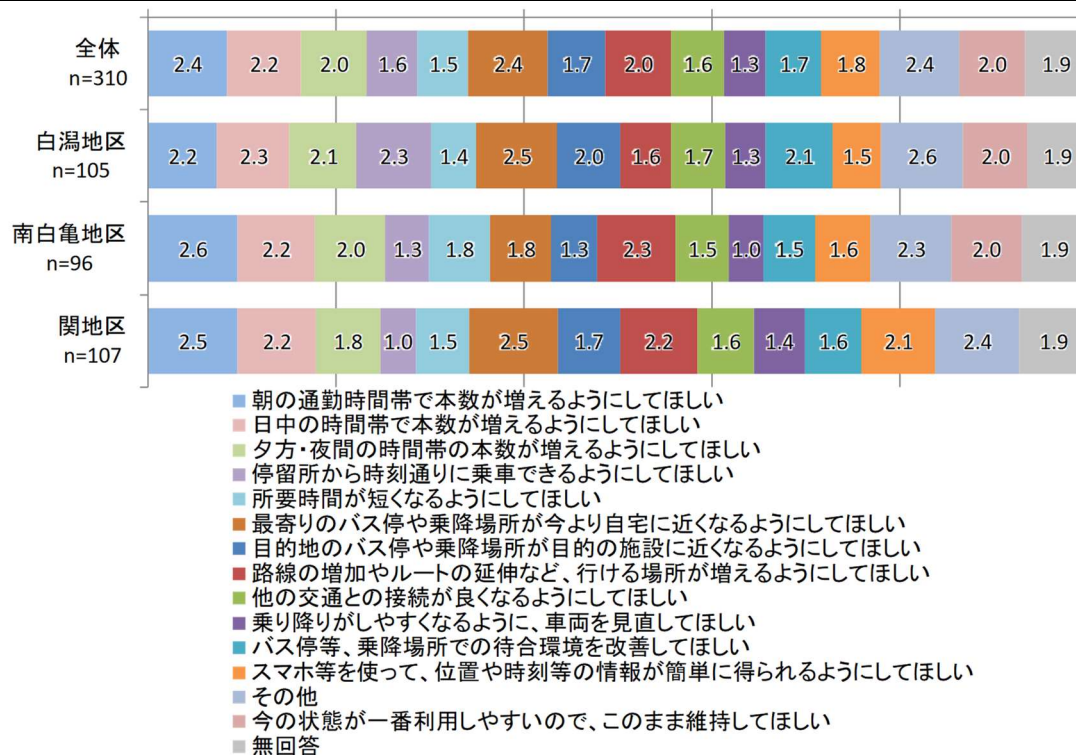 全体
n=310
2.4 2.2 2.0 1.6 1.5 2.4 1.7 2.0 1.6 1.3 1.7 1.8 2.4 2.0 1.9
白潟地区
n=105
2.2 2.3 2.1 2.3 1.4 2.5 2.0 1.6 1.7 1.3 2.1 1.5 2.6 2.0 1.9
南白亀地区
n=96
2.6 2.2 2.0 1.3 1.8 1.8 1.3 2.3 1.5 1.0 1.5 1.6 2.3 2.0 1.9
関地区
n=107
2.5 2.2 1.8 1.0 1.5 2.5 1.7 2.2 1.6 1.4 1.6 2.1 2.4 1.9
朝の通勤時間帯で本数が増えるようにしてほしい
日中の時間帯で本数が増えるようにしてほしい
夕方・夜間の時間帯の本数が増えるようにしてほしい
停留所から時刻通りに乗車できるようにしてほしい
所要時間が短くなるようにしてほしい
最寄りのバス停や乗降場所が今より自宅に近くなるようにしてほしい
目的地のバス停や乗降場所が目的の施設に近くなるようにしてほしい
路線の増加やルートの延伸など、行ける場所が増えるようにしてほしい
他の交通との接続が良くなるようにしてほしい
乗り降りがしやすくなるように、車両を見直してほしい
バス停等、乗降場所での待合環境を改善してほしい
スマホ等を使って、位置や時刻等の情報が簡単に得られるようにしてほしい
その他
今の状態が一番利用しやすいので、このまま維持してほしい
無回答